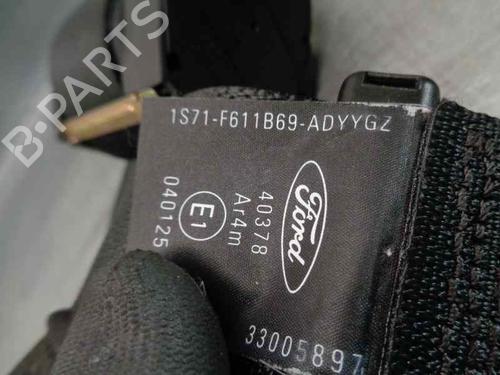 1S71-F611B69-ADYYGZ
Ford
40378
Ar4m
E1
040125
33005897
B-PARTS